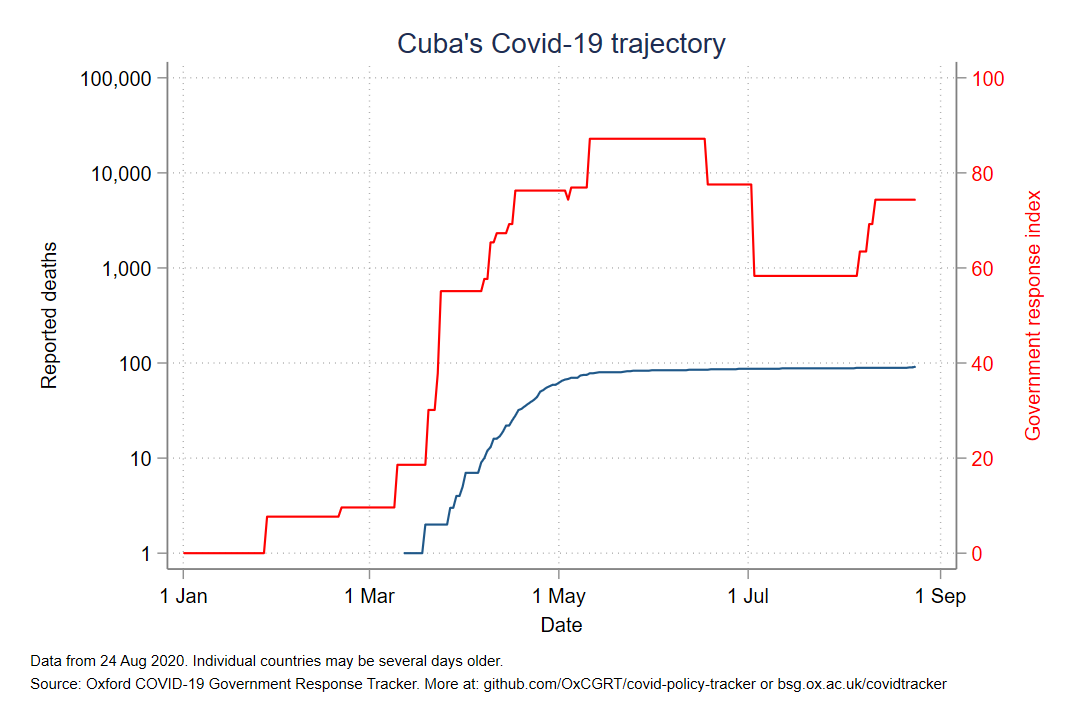 Cuba's Covid-19 trajectory
100,000
10,000
1,000
100
10
1
Reported deaths
100
80
60
40
20
0
Government response index
1 Jan
1 Mar
1 May
1 Jul
1 Sep
Date
Data from 24 Aug 2020. Individual countries may be several days older.
Source: Oxford COVID-19 Government Response Tracker. More at: github.com/OxCGRT/covid-policy-tracker or bsg.ox.ac.uk/covidtracker